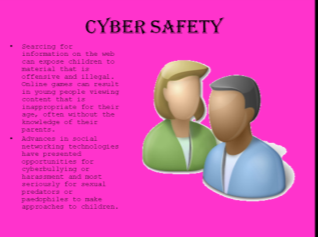 CYBER SAFETY
• Searching for
information on the web
can expose children to
material that is
offensive and illegal.
Online games can result
in young people viewing
content that is
inappropriate for their
age, often without the
knowledge of their
parents.
• Advances in social
networking technologies
have presented
opportunities for
cyberbullying or
harassment and most
seriously for sexual
predators or
paedophiles to make
approaches to children.